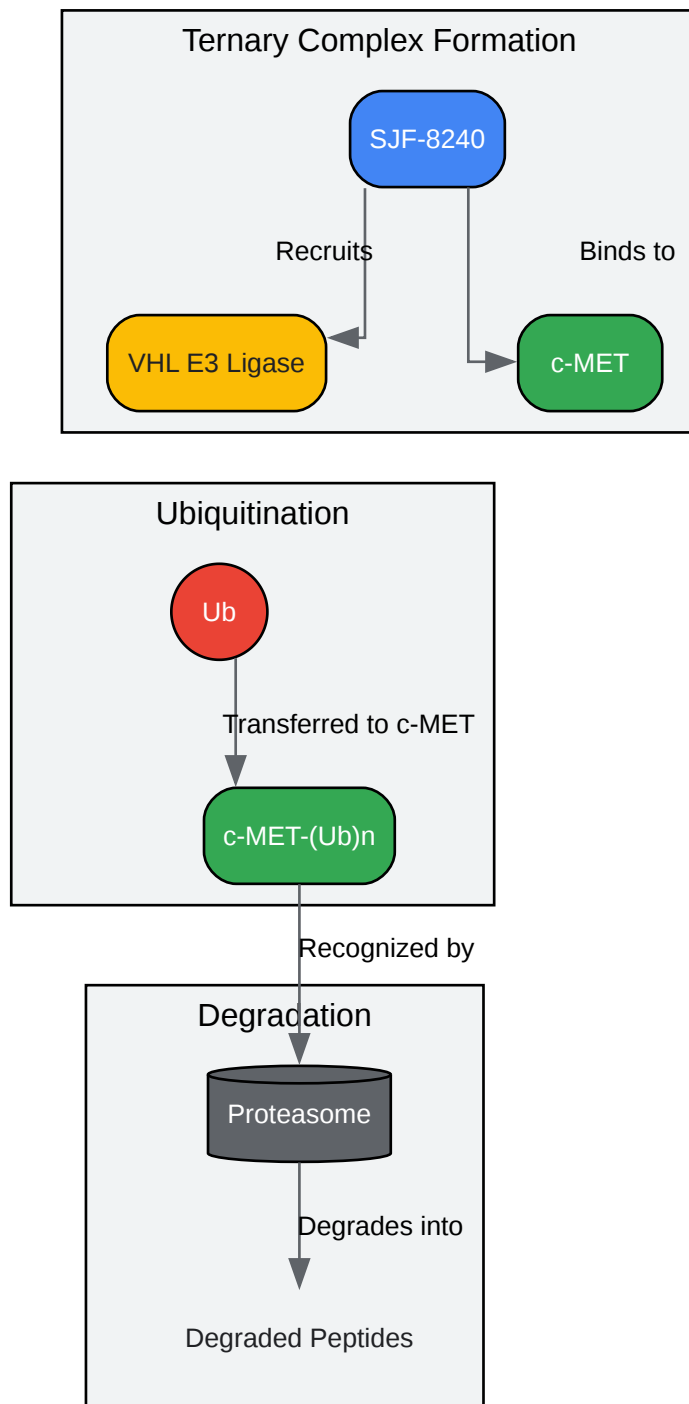 Ternary Complex Formation
SJF-8240
Recruits
Binds to
VHL E3 Ligase
c-MET
Ubiquitination
Ub
Transferred to c-MET
c-MET-(Ub)n
Recognized by
Degradation
Proteasome
Degrades into
Degraded Peptides